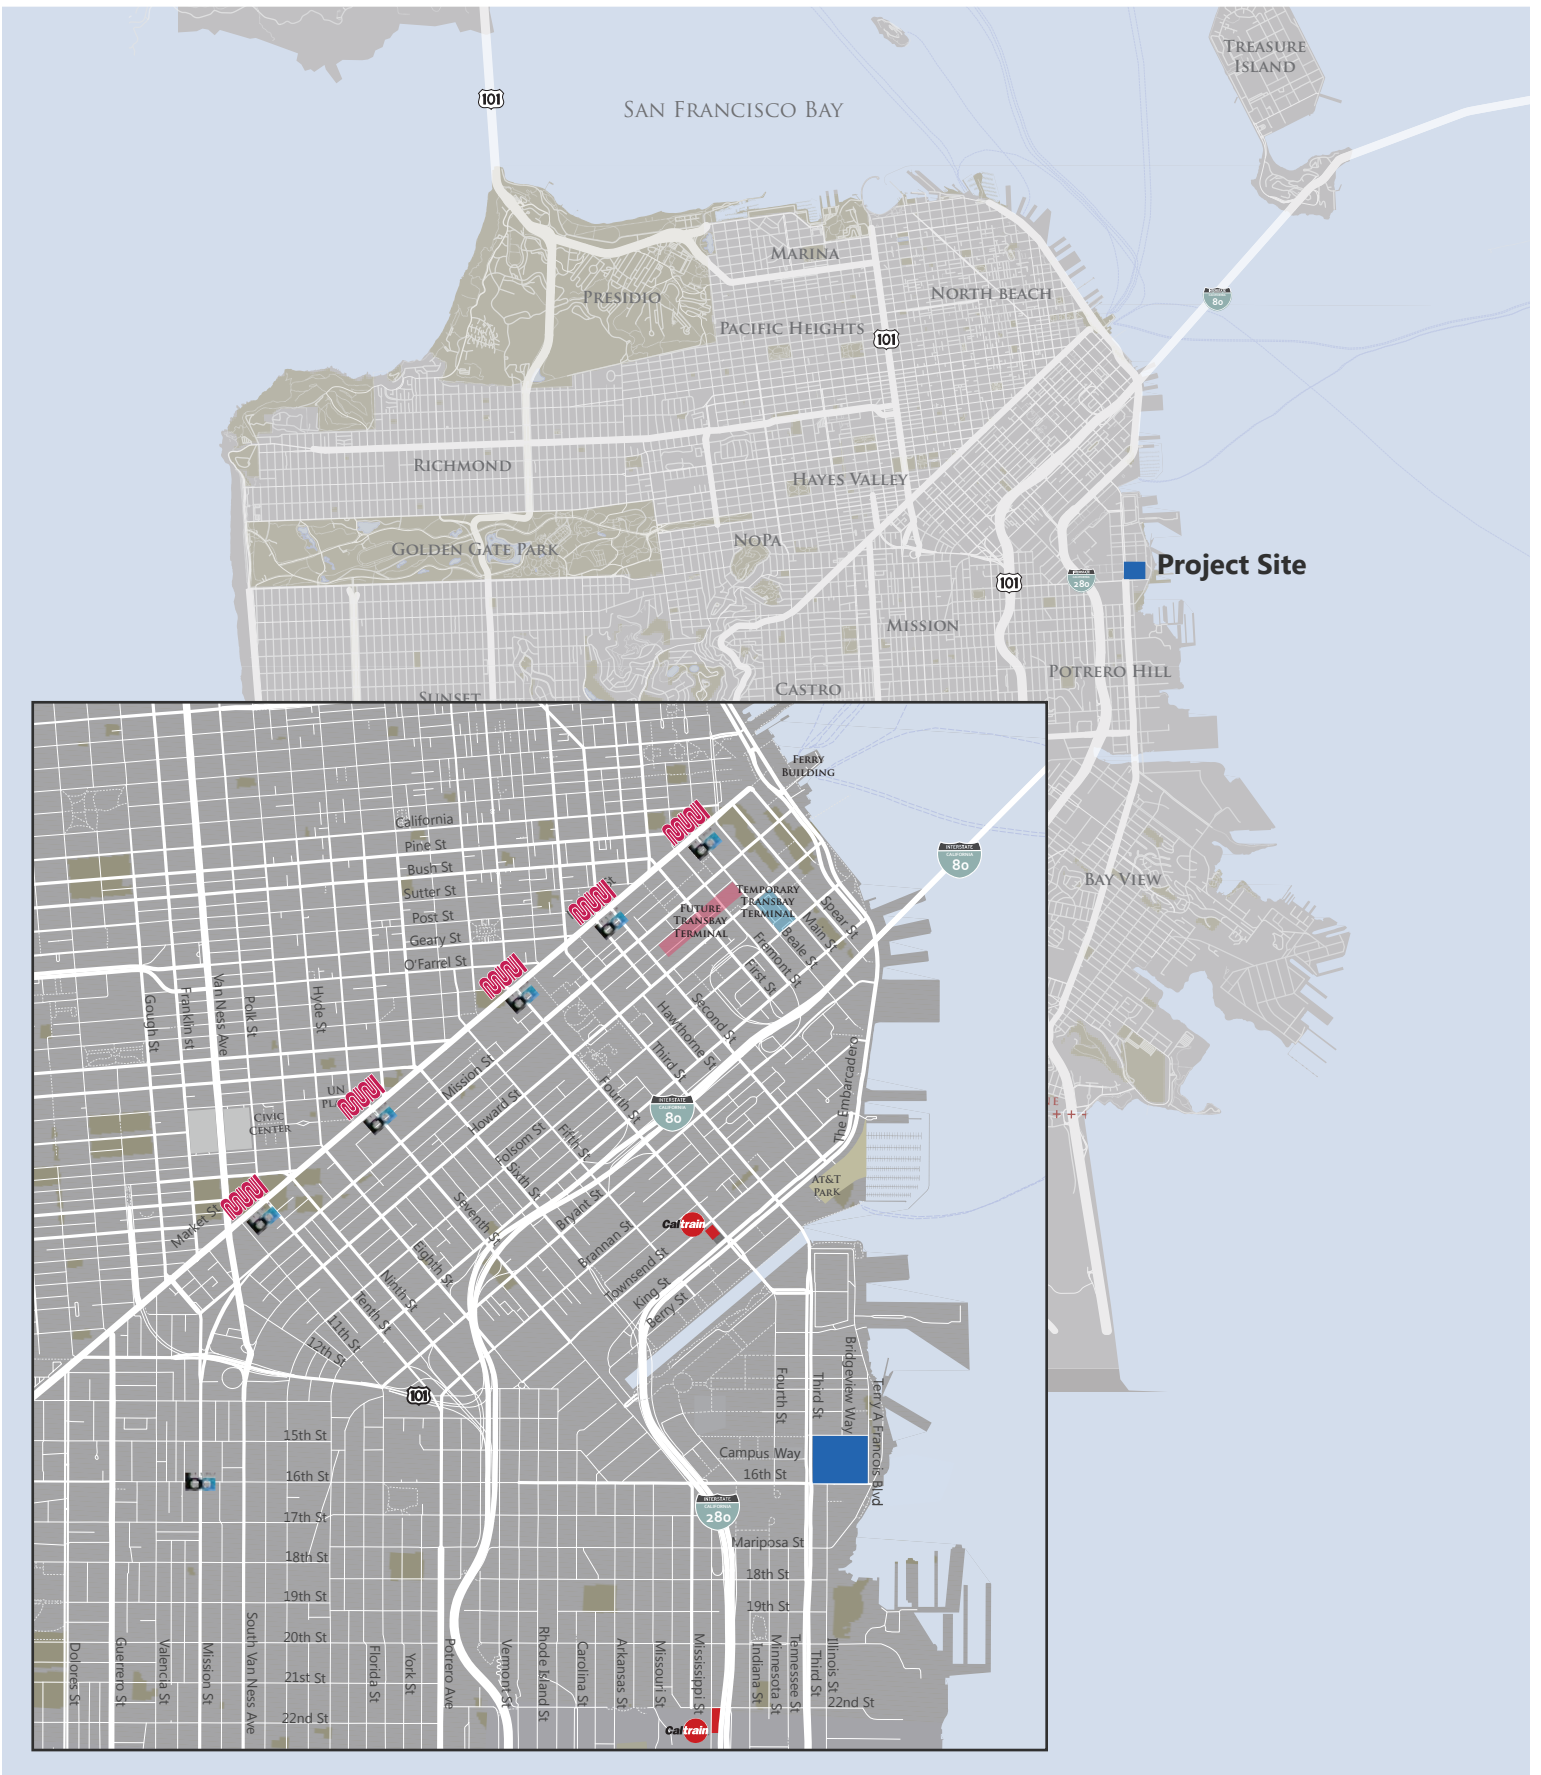 TREASURE
ISLAND
101
SAN FRANCISCO BAY
MARINA
PRESIDIO
NORTH BEACH
80
PACIFIC HEIGHTS
101
RICHMOND
HAYES VALLEY
GOLDEN GATE PARK
NOPA
Project Site
101
280
MISSION
POTRERO HILL
CASTRO
SUNSET
BAY VIEW
FERRY
BUILDING
California
Pine St
Bush St
Sutter St
Post St
Geary St
O'Farrel St
INTERSTATE
CALIFORNIA
80
FUTURE
TRANSBAY
TERMINAL
TEMPORARY
TRANSBAY
TERMINAL
Spear St
Main St
Beale St
Fremont St
First St
Second St
Hawthorne St
Third St
Fourth St
Fifth St
Sixth St
Seventh St
Eighth St
Ninth St
Tenth St
11th St
12th St
Gough St
Franklin st
Van Ness Ave
Polk St
Hyde St
CIVIC
CENTER
UN
Market St
Mission St
Howard St
Folsom St
Bryant St
Brannan St
Townsend St
King St
Berry St
INTERSTATE
CALIFORNIA
80
The Embarcadero
AT&T
PARK
Caltrain
101
Fourth St
Third St
Bridgeview Way
Terry A Francois Blvd
Campus Way
16th St
INTERSTATE
CALIFORNIA
280
Mariposa St
18th St
19th St
15th St
16th St
17th St
18th St
19th St
20th St
21st St
22nd St
Dolores St
Guerrero St
Valencia St
Mission St
South Van Ness Ave
Florida St
York St
Potrero Ave
Vermont St
Rhode Island St
Carolina St
Arkansas St
Missouri St
Mississippi St
Indiana St
Minnesota St
Tennessee St
Third St
Illinois St
22nd St
Caltrain